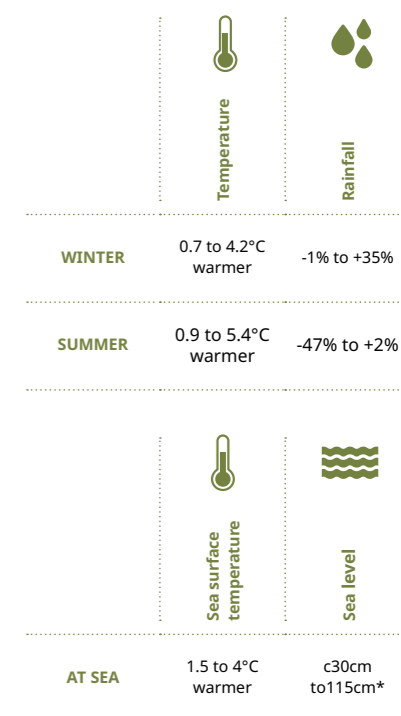 Temperature
Rainfall
WINTER
0.7 to 4.2°C
warmer
-1% to +35%
SUMMER
0.9 to 5.4°C
warmer
-47% to +2%
Sea surface
temperature
Sea level
AT SEA
1.5 to 4°C
warmer
c30cm
to115cm*